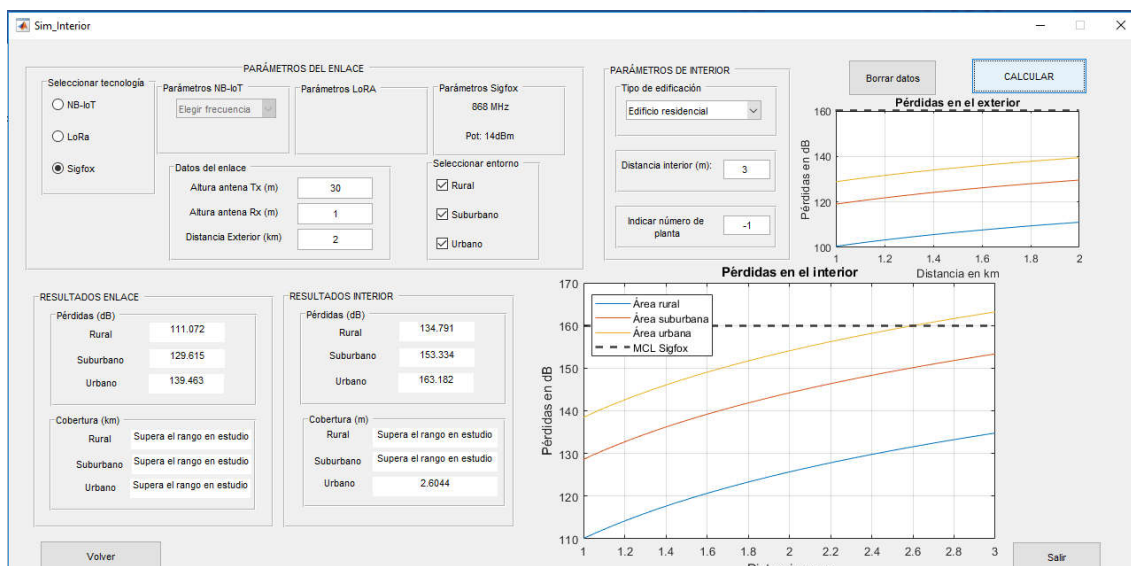 Sim_Interior
PARÁMETROS DEL ENLACE
Seleccionar tecnología
NB-IoT
LoRa
Sigfox
Parámetros NB-IoT
Elegir frecuencia
Parámetros LoRA
Parámetros Sigfox
868 MHz
Pot: 14dBm
Datos del enlace
Altura antena Tx (m) 30
Altura antena Rx (m) 1
Distancia Exterior (km) 2
Seleccionar entorno
Rural
Suburbano
Urbano
PARÁMETROS DE INTERIOR
Tipo de edificación
Edificio residencial
Distancia interior (m): 3
Indicar número de
planta
-1
Borrar datos
CALCULAR
Pérdidas en el exterior
Pérdidas en dB
160
140
120
100
1 1.2 1.4 1.6 1.8 2
Distancia en km
RESULTADOS ENLACE
Pérdidas (dB)
Rural 111.072
Suburbano 129.615
Urbano 139.463
Cobertura (km)
Rural Supera el rango en estudio
Suburbano Supera el rango en estudio
Urbano Supera el rango en estudio
RESULTADOS INTERIOR
Pérdidas (dB)
Rural 134.791
Suburbano 153.334
Urbano 163.182
Cobertura (m)
Rural Supera el rango en estudio
Suburbano Supera el rango en estudio
Urbano 2.6044
Pérdidas en el interior
Pérdidas en dB
170
160
150
140
130
120
110
Área rural
Área suburbana
Área urbana
MCL Sigfox
1 1.2 1.4 1.6 1.8 2 2.2 2.4 2.6 2.8 3
Volver
Salir